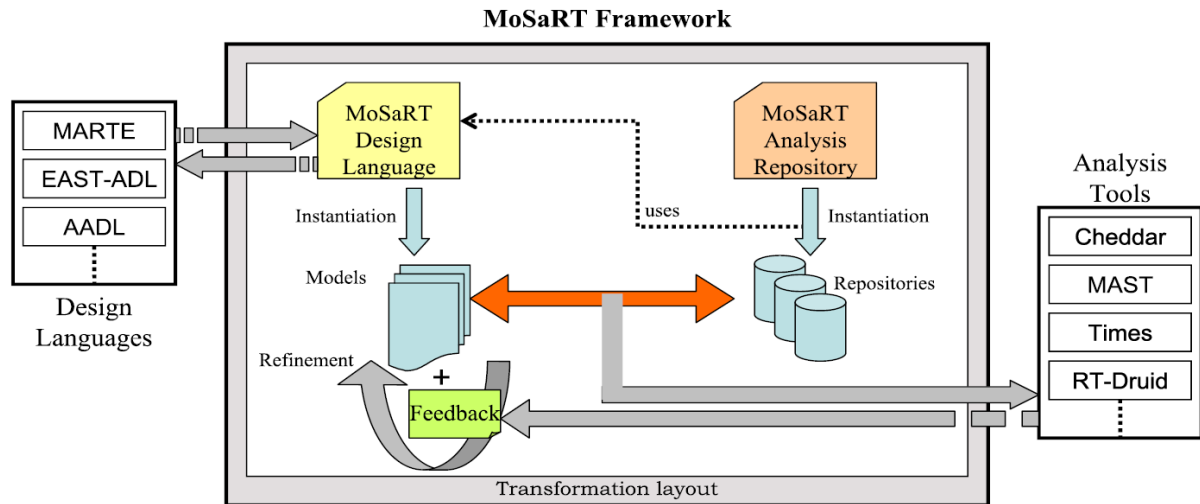 MoSaRT Framework
MARTE
EAST-ADL
AADL
Design
Languages
MoSaRT
Design
Language
MoSaRT
Analysis
Repository
Instantiation
uses
Instantiation
Models
Repositories
Refinement
+
Feedback
Analysis
Tools
Cheddar
MAST
Times
RT-Druid
Transformation layout